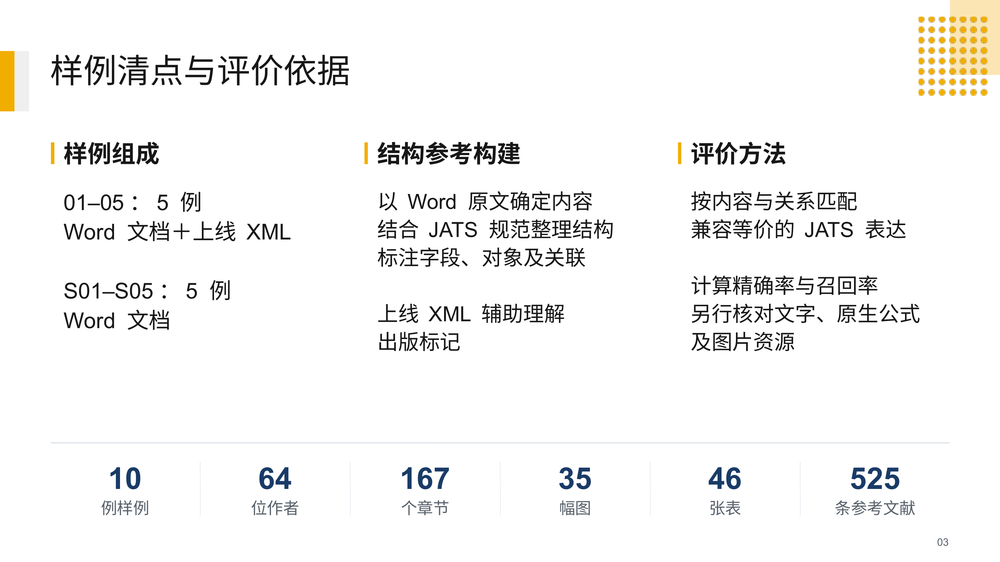 样例清点与评价依据
样例组成
01–05： 5 例
Word 文档＋上线 XML
S01–S05： 5 例
Word 文档
结构参考构建
以 Word 原文确定内容
结合 JATS 规范整理结构
标注字段、对象及关联
上线 XML 辅助理解
出版标记
评价方法
按内容与关系匹配
兼容等价的 JATS 表达
计算精确率与召回率
另行核对文字、原生公式
及图片资源
10
例样例
64
位作者
167
个章节
35
幅图
46
张表
525
条参考文献
03